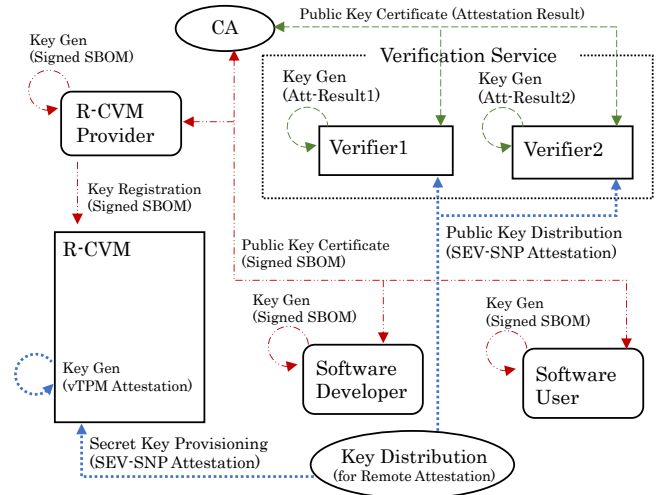 Public Key Certificate (Attestation Result)
CA
Key Gen
(Signed SBOM)
Verification Service
Key Gen
(Att-Result1)
Key Gen
(Att-Result2)
R-CVM
Provider
Verifier1
Verifier2
Key Registration
(Signed SBOM)
Public Key Distribution
(SEV-SNP Attestation)
R-CVM
Public Key Certificate
(Signed SBOM)
Key Gen
(Signed SBOM)
Key Gen
(Signed SBOM)
Key Gen
(vTPM Attestation)
Software
Developer
Software
User
Secret Key Provisioning
(SEV-SNP Attestation)
Key Distribution
(for Remote Attestation)